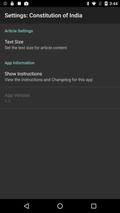 3:44
Settings: Constitution of India
Article Settings
Text Size
Set the text size for article content
App Information
Show Instructions
View the instructions and Changelog for this app
App Version